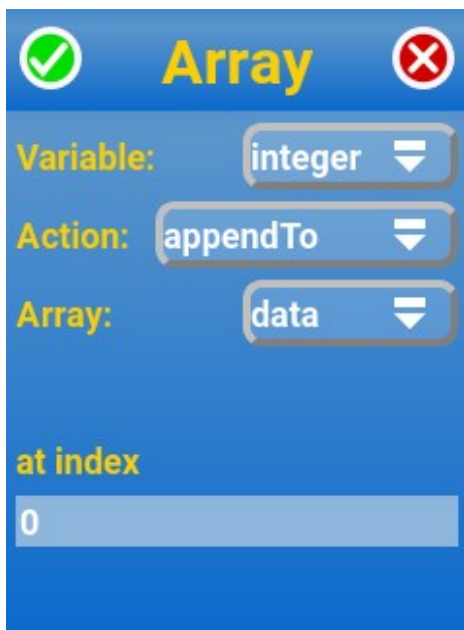 Array
Variable: integer
Action: appendTo
Array: data
at index
0